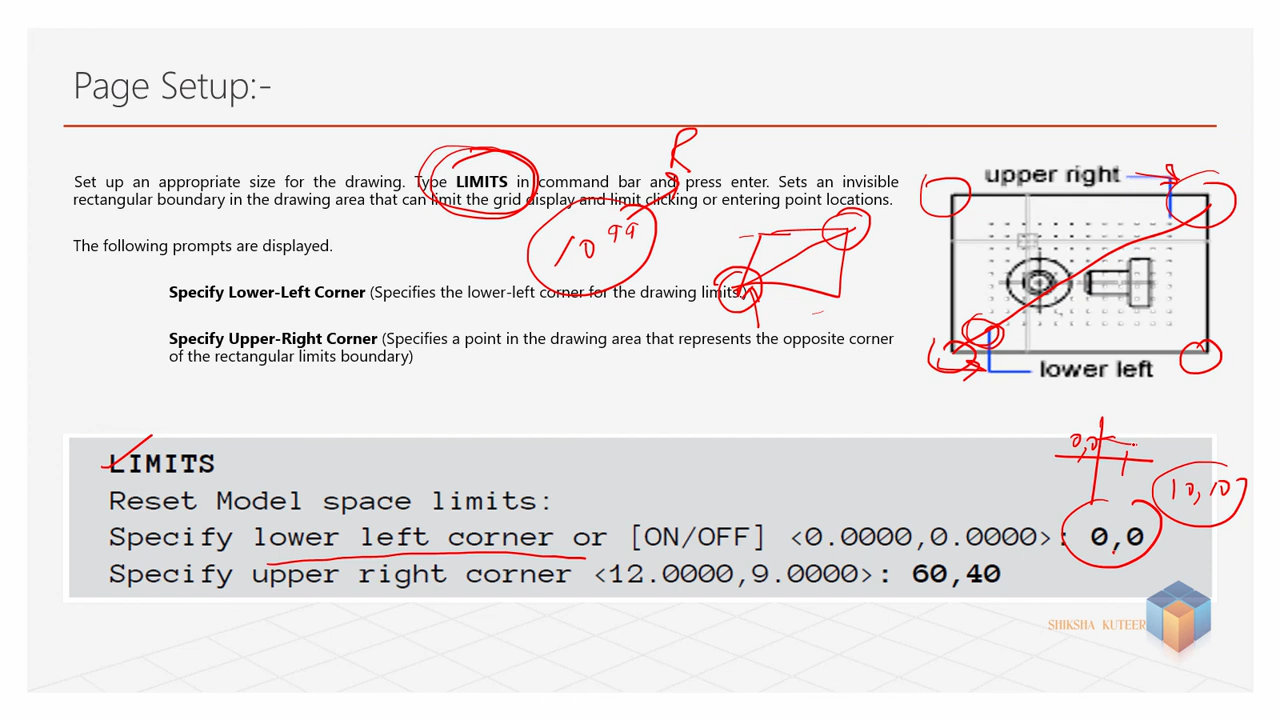 Page Setup:-
Set up an appropriate size for the drawing. Type LIMITS in command bar and press enter. Sets an invisible
rectangular boundary in the drawing area that can limit the grid display and limit clicking or entering point locations.
The following prompts are displayed.
Specify Lower-Left Corner (Specifies the lower-left corner for the drawing limits.)
Specify Upper-Right Corner (Specifies a point in the drawing area that represents the opposite corner
of the rectangular limits boundary)
R
10 99
upper right
lower left
LIMITS
Reset Model space limits:
Specify lower left corner or [ON/OFF] <0.0000,0.0000>: 0,0
Specify upper right corner <12.0000,9.0000>: 60,40
0,0
10,10
SHIKSHA KUTEER